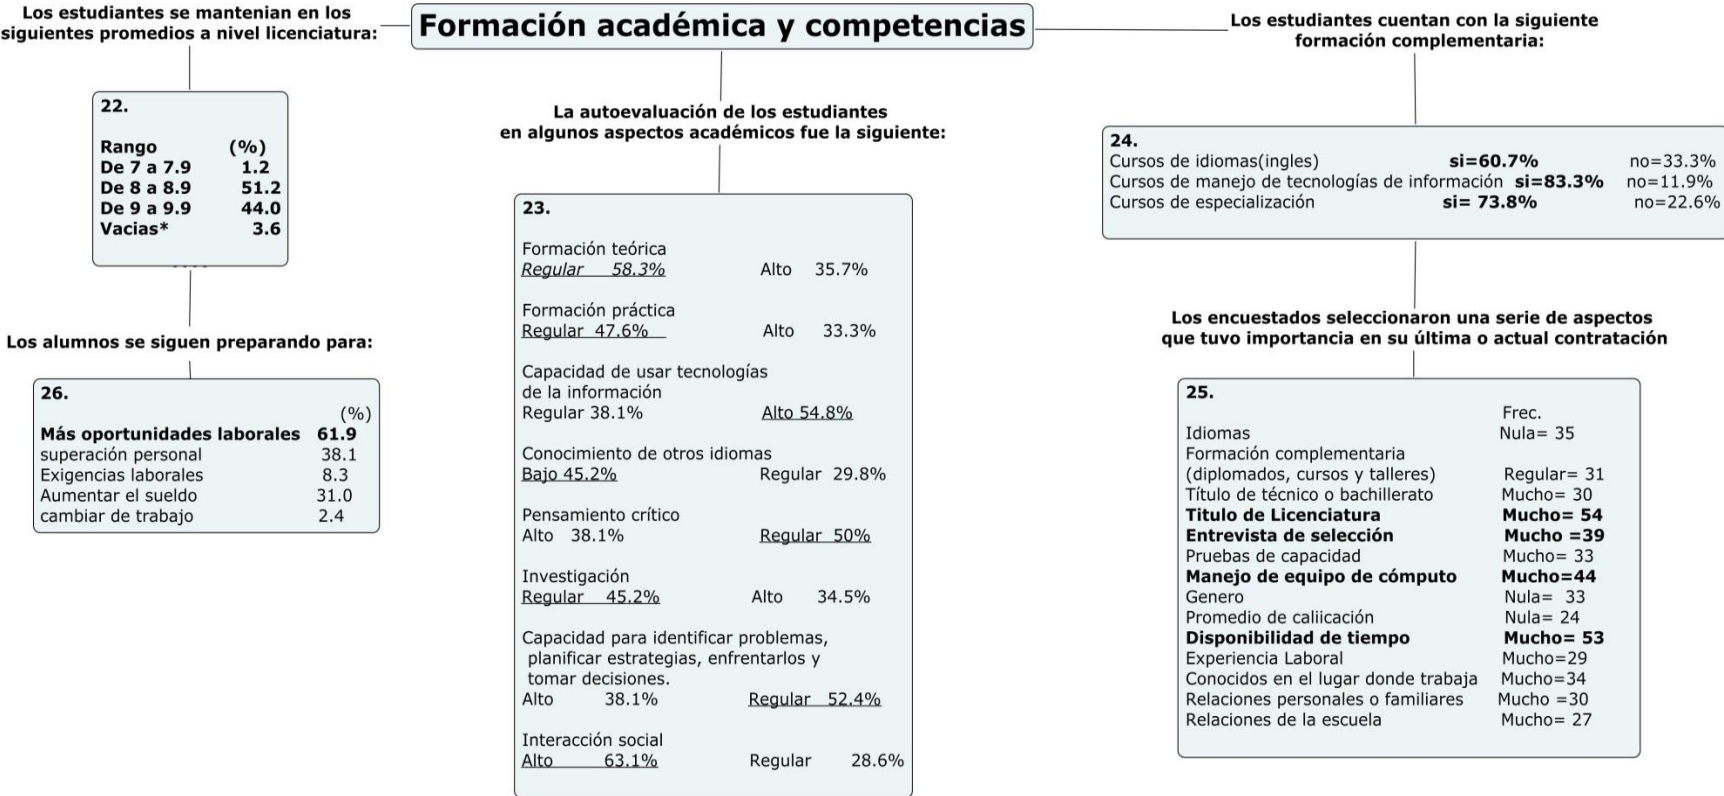 Formación académica y competencias
Los estudiantes se mantenian en los
siguientes promedios a nivel licenciatura:
22.
Rango (%)
De 7 a 7.9 1.2
De 8 a 8.9 51.2
De 9 a 9.9 44.0
Vacias* 3.6
Los alumnos se siguen preparando para:
26.
(%)
Más oportunidades laborales 61.9
superación personal 38.1
Exigencias laborales 8.3
Aumentar el sueldo 31.0
cambiar de trabajo 2.4
La autoevaluación de los estudiantes
en algunos aspectos académicos fue la siguiente:
23.
Formación teórica
Regular 58.3% Alto 35.7%
Formación práctica
Regular 47.6% Alto 33.3%
Capacidad de usar tecnologías
de la información
Regular 38.1% Alto 54.8%
Conocimiento de otros idiomas
Bajo 45.2% Regular 29.8%
Pensamiento crítico
Alto 38.1% Regular 50%
Investigación
Regular 45.2% Alto 34.5%
Capacidad para identificar problemas,
planificar estrategias, enfrentarlos y
tomar decisiones.
Alto 38.1% Regular 52.4%
Interacción social
Alto 63.1% Regular 28.6%
Los estudiantes cuentan con la siguiente
formación complementaria:
24.
Cursos de idiomas(ingles) si=60.7% no=33.3%
Cursos de manejo de tecnologías de información si=83.3% no=11.9%
Cursos de especialización si= 73.8% no=22.6%
Los encuestados seleccionaron una serie de aspectos
que tuvo importancia en su última o actual contratación
25.
Frec.
Idiomas Nula= 35
Formación complementaria
(diplomados, cursos y talleres) Regular= 31
Título de técnico o bachillerato Mucho= 30
Titulo de Licenciatura Mucho= 54
Entrevista de selección Mucho =39
Pruebas de capacidad Mucho= 33
Manejo de equipo de cómputo Mucho=44
Genero Nula= 33
Promedio de caliicación Nula= 24
Disponibilidad de tiempo Mucho= 53
Experiencia Laboral Mucho=29
Conocidos en el lugar donde trabaja Mucho=34
Relaciones personales o familiares Mucho =30
Relaciones de la escuela Mucho= 27